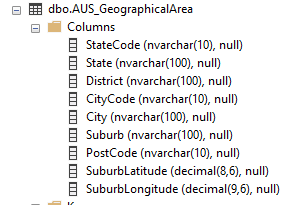 dbo.AUS_GeographicalArea
Columns
StateCode (nvarchar(10), null)
State (nvarchar(100), null)
District (nvarchar(100), null)
CityCode (nvarchar(10), null)
City (nvarchar(100), null)
Suburb (nvarchar(100), null)
PostCode (nvarchar(10), null)
SuburbLatitude (decimal(8,6), null)
SuburbLongitude (decimal(9,6), null)